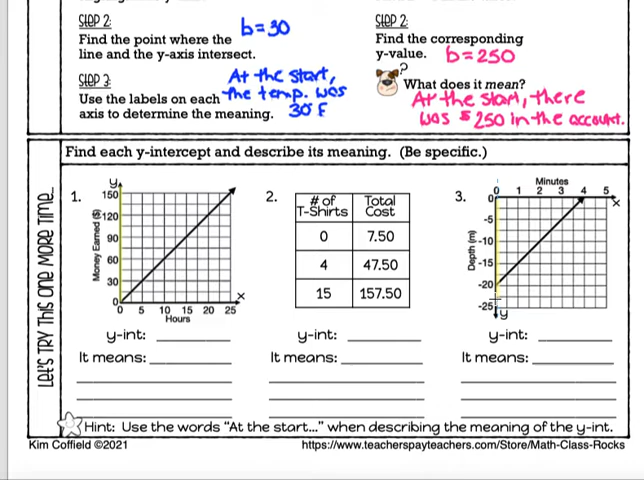 STEP 2:
b=30
Find the point where the
line and the y-axis intersect.
STEP 3:
At the start,
the temp. was
30°F
Use the labels on each
axis to determine the meaning.
STEP 2:
Find the corresponding
y-value.
b=250
?
What does it mean?
At the start, there
was $250 in the account.
LET'S TRY THIS ONE MORE TIME...
Find each y-intercept and describe its meaning. (Be specific.)
1.
y
150
120
90
60
30
0
Money Earned ($)
0 5 10 15 20 25
x
Hours
y-int: ________
It means: ________
2.
# of T-Shirts Total Cost
0 7.50
4 47.50
15 157.50
y-int: ________
It means: ________
3.
Minutes
0 1 2 3 4 5
x
0
-5
-10
-15
-20
-25
Depth (m)
y
y-int: ________
It means: ________
Hint: Use the words "At the start..." when describing the meaning of the y-int.
Kim Coffield ©2021
https://www.teacherspayteachers.com/Store/Math-Class-Rocks